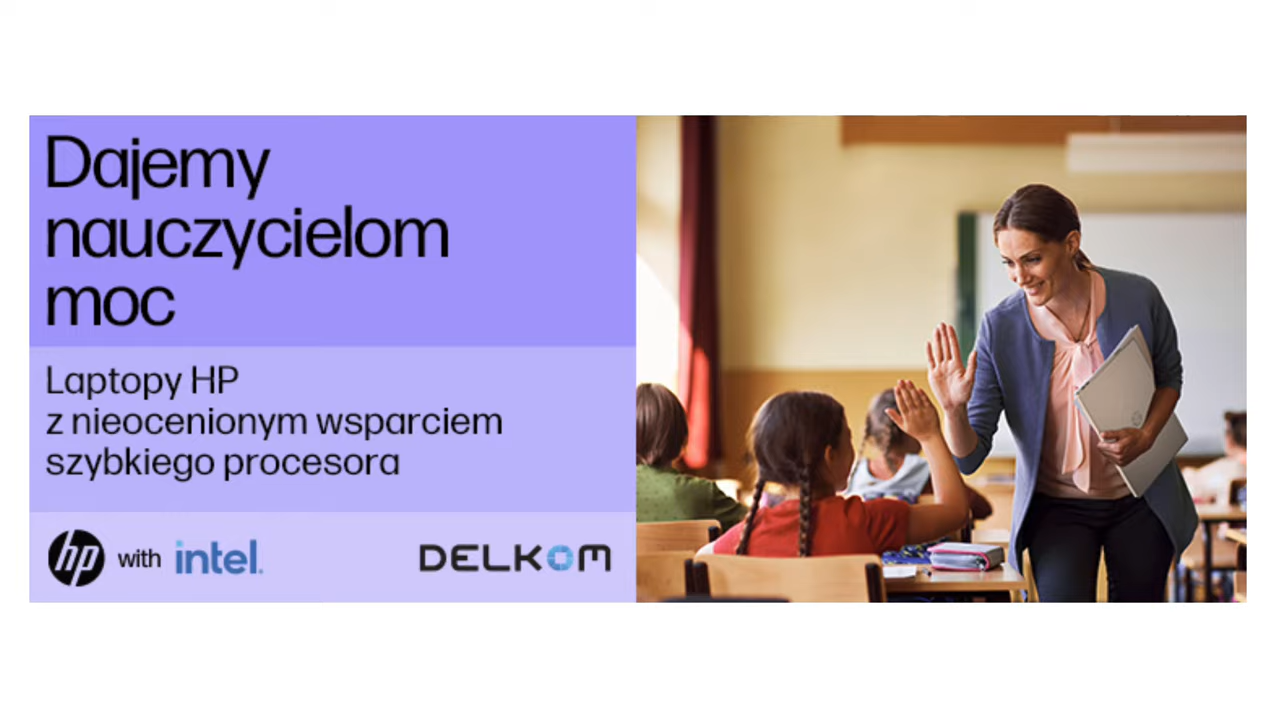 Dajemy
nauczycielom
moc
Laptopy HP
z nieocenionym wsparciem
szybkiego procesora
hp with intel.
DELKOM